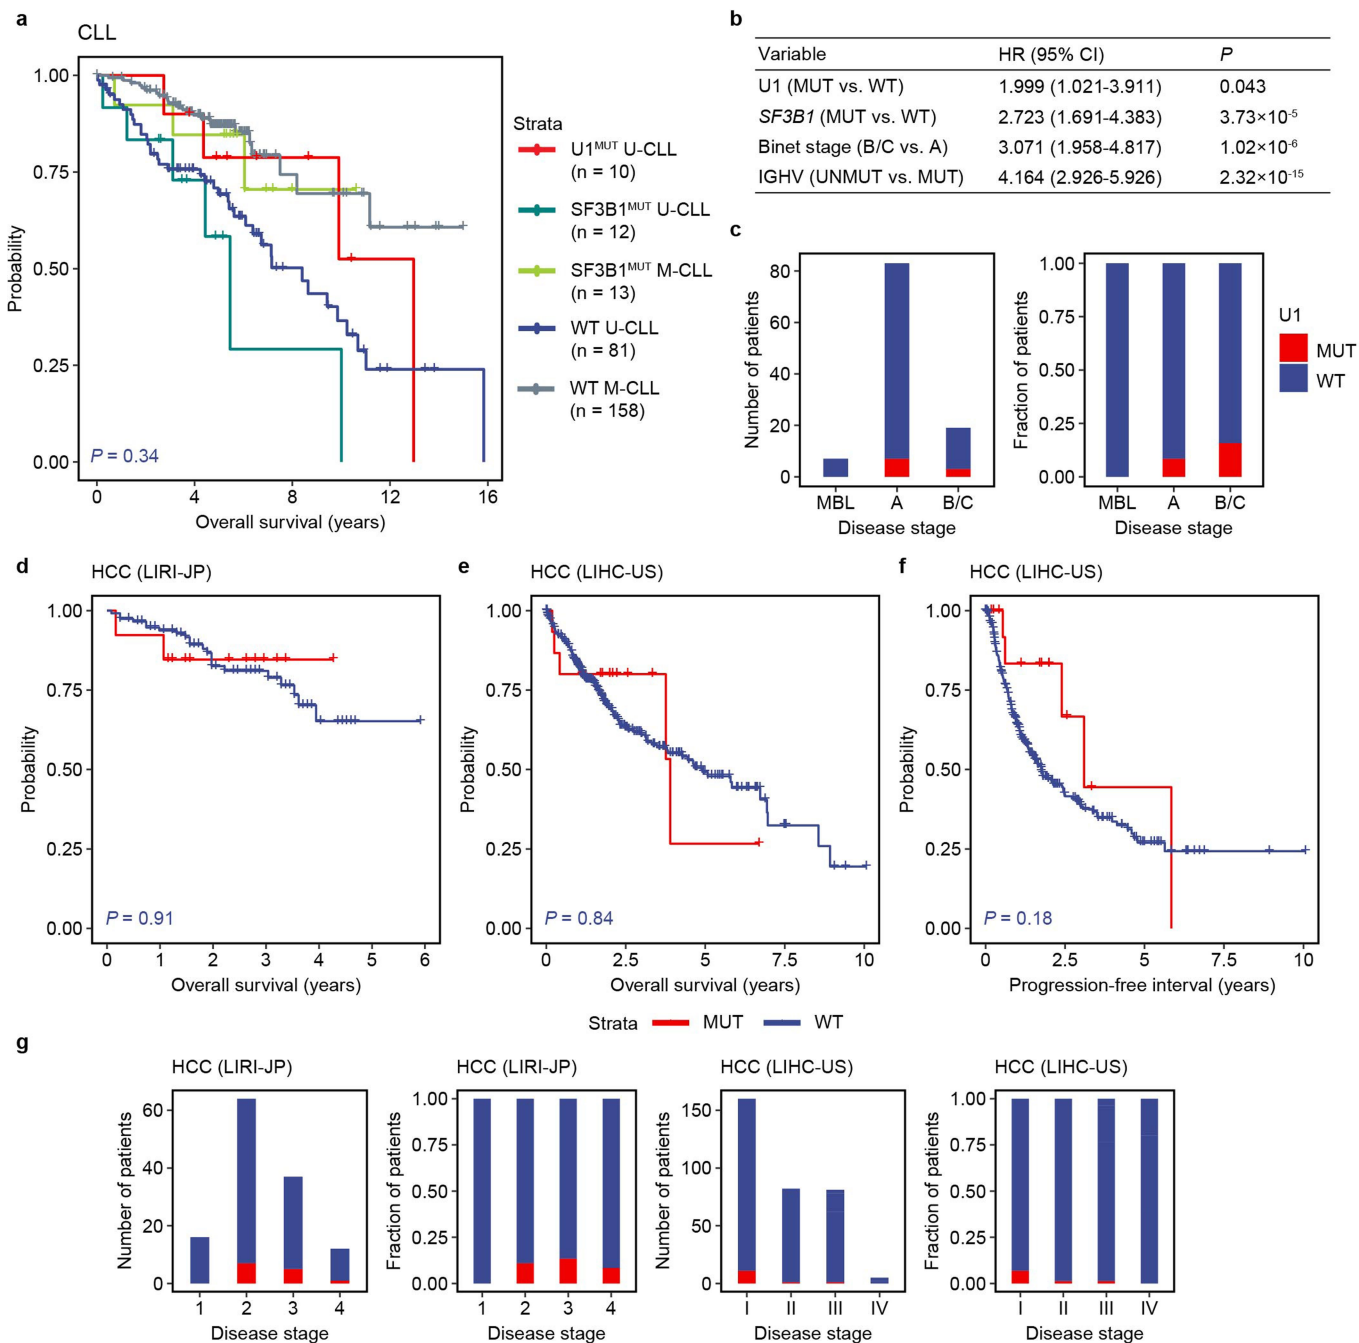 a
CLL
1.00
0.75
0.50
0.25
0.00
Probability
P = 0.34
0 4 8 12 16
Overall survival (years)
Strata
U1MUT U-CLL
(n = 10)
SF3B1MUT U-CLL
(n = 12)
SF3B1MUT M-CLL
(n = 13)
WT U-CLL
(n = 81)
WT M-CLL
(n = 158)
b
Variable HR (95% CI) P
U1 (MUT vs. WT) 1.999 (1.021-3.911) 0.043
SF3B1 (MUT vs. WT) 2.723 (1.691-4.383) 3.73×10-5
Binet stage (B/C vs. A) 3.071 (1.958-4.817) 1.02×10-6
IGHV (UNMUT vs. MUT) 4.164 (2.926-5.926) 2.32×10-15
c
80
60
40
20
0
Number of patients
MBL A B/C
Disease stage
1.00
0.75
0.50
0.25
0.00
Fraction of patients
MBL A B/C
Disease stage
U1
MUT
WT
d
HCC (LIRI-JP)
1.00
0.75
0.50
0.25
0.00
Probability
P = 0.91
0 1 2 3 4 5 6
Overall survival (years)
e
HCC (LIHC-US)
1.00
0.75
0.50
0.25
0.00
Probability
P = 0.84
0 2.5 5 7.5 10
Overall survival (years)
f
HCC (LIHC-US)
1.00
0.75
0.50
0.25
0.00
Probability
P = 0.18
0 2.5 5 7.5 10
Progression-free interval (years)
Strata MUT WT
g
HCC (LIRI-JP)
60
40
20
0
Number of patients
1 2 3 4
Disease stage
HCC (LIRI-JP)
1.00
0.75
0.50
0.25
0.00
Fraction of patients
1 2 3 4
Disease stage
HCC (LIHC-US)
150
100
50
0
Number of patients
I II III IV
Disease stage
HCC (LIHC-US)
1.00
0.75
0.50
0.25
0.00
Fraction of patients
I II III IV
Disease stage